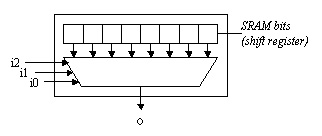 SRAM bits
(shift register)
i2
i1
i0
o